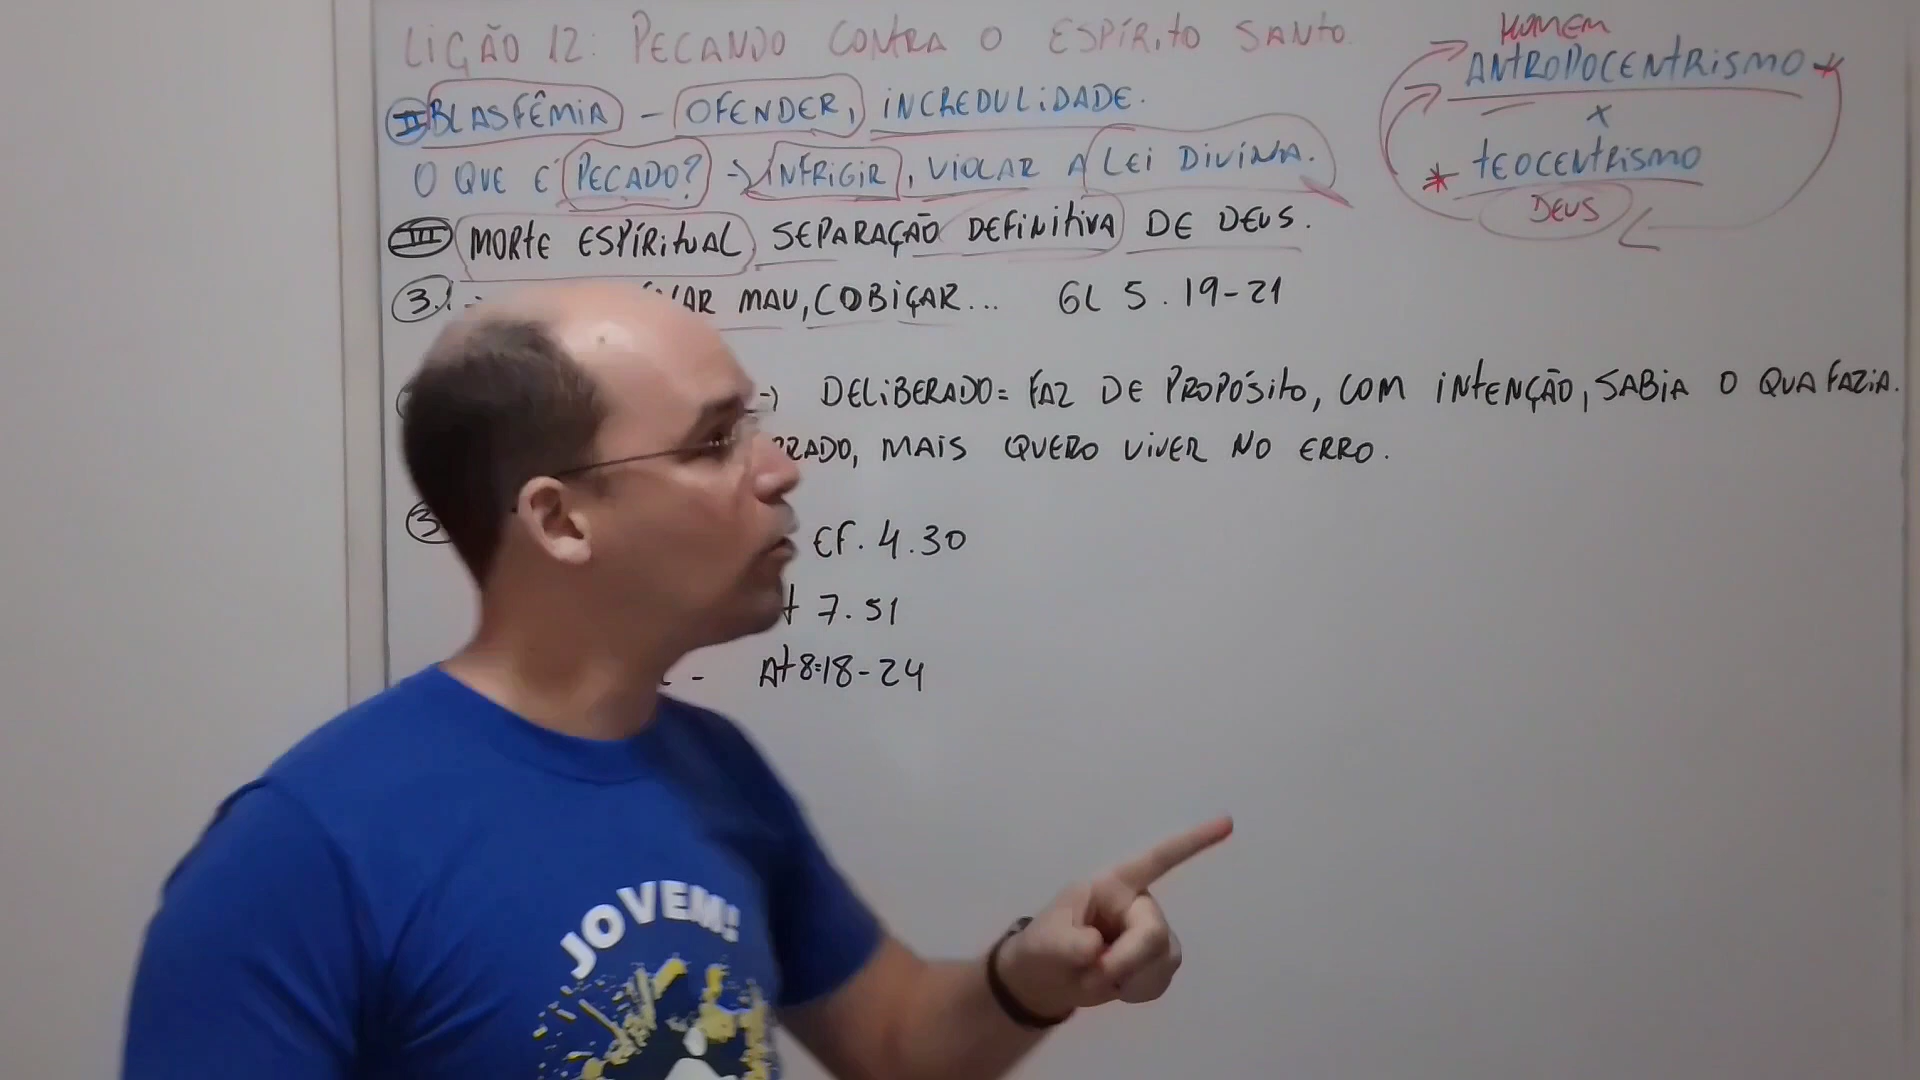 LIÇÃO 12: PECANDO CONTRA O ESPÍRITO SANTO
II BLASFÊMIA - OFENDER, INCREDULIDADE.
O QUE É PECADO? -> INFRIGIR, VIOLAR A LEI DIVINA.
III MORTE ESPÍRITUAL SEPARAÇÃO DEFINITIVA DE DEUS.
3.1 - MAU, COBIÇAR... GL 5.19-21
-> DELIBERADO = FAZ DE PROPÓSITO, COM INTENÇÃO, SABIA O QUA FAZIA.
MAIS QUERO VIVER NO ERRO.
3
EF. 4.30
7.51
- At 8:18-24
HOMEM
ANTROPOCENTRISMO
X
* TEOCENTRISMO
DEUS
JOVEM!